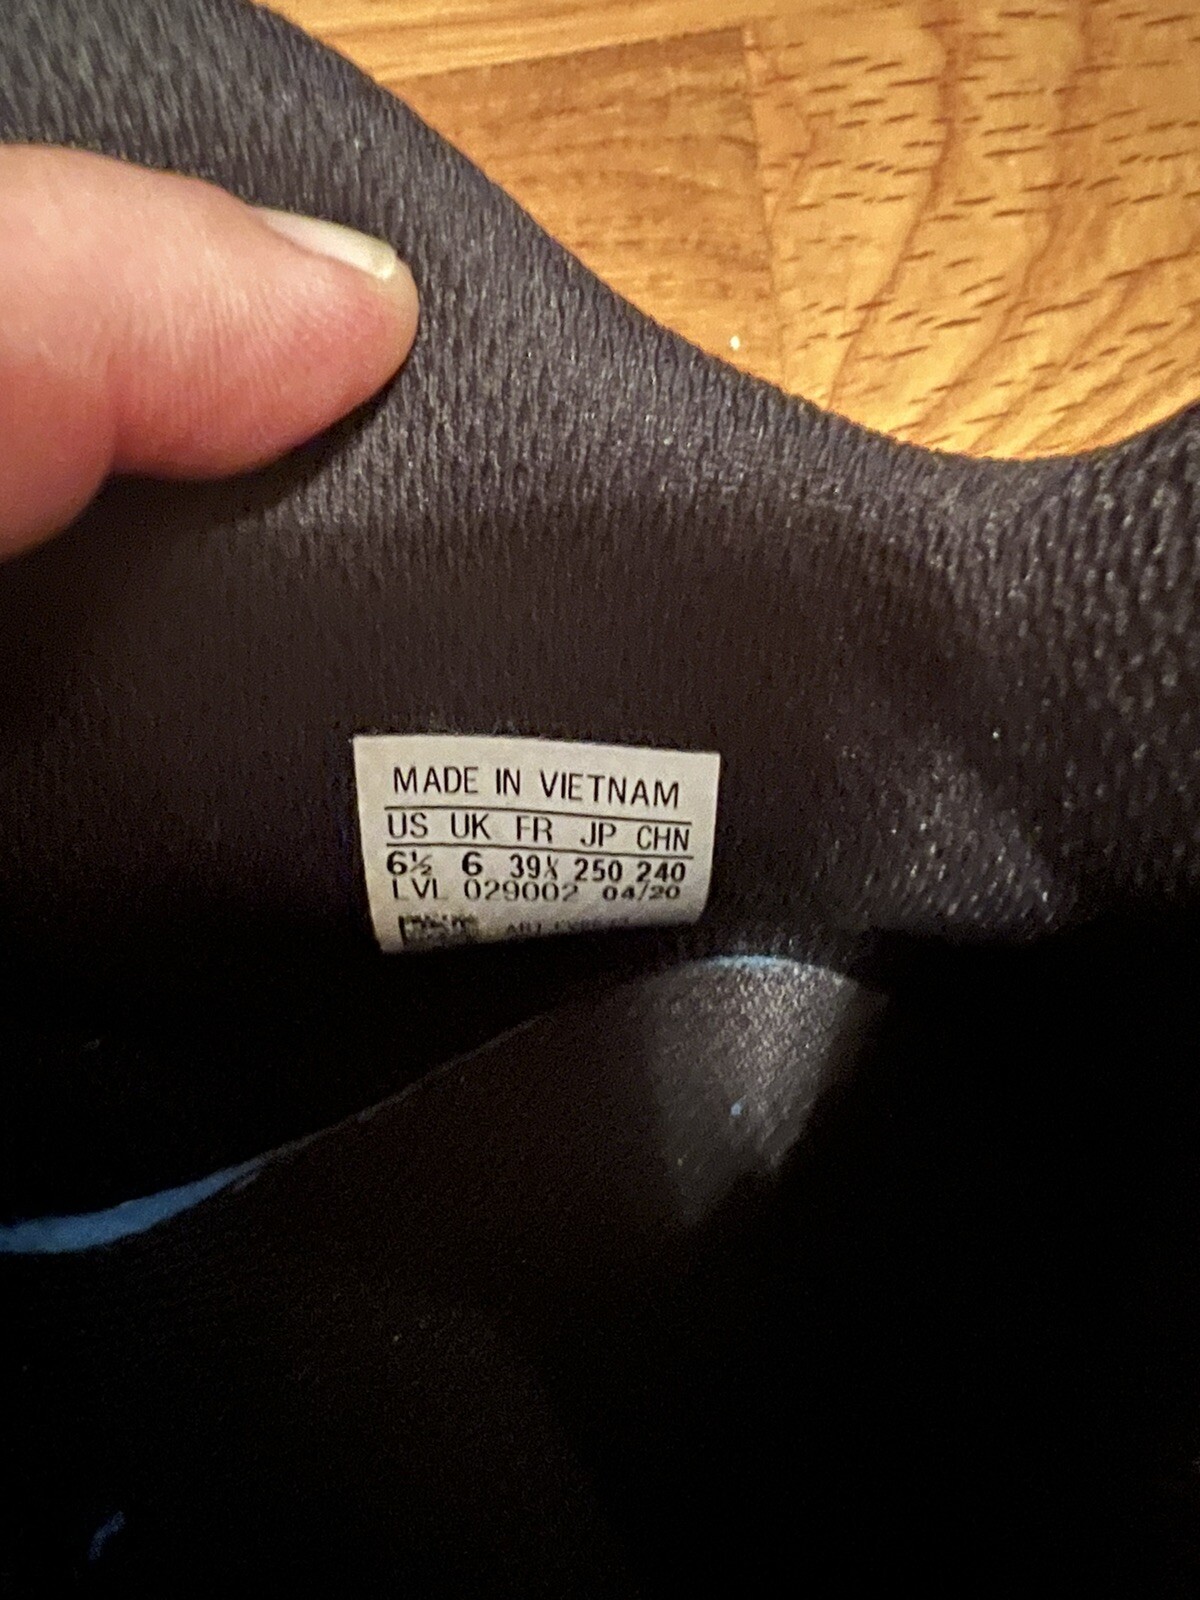 MADE IN VIETNAM
US UK FR JP CHN
6½ 6 39⅓ 250 240
LVL 029002 04/20